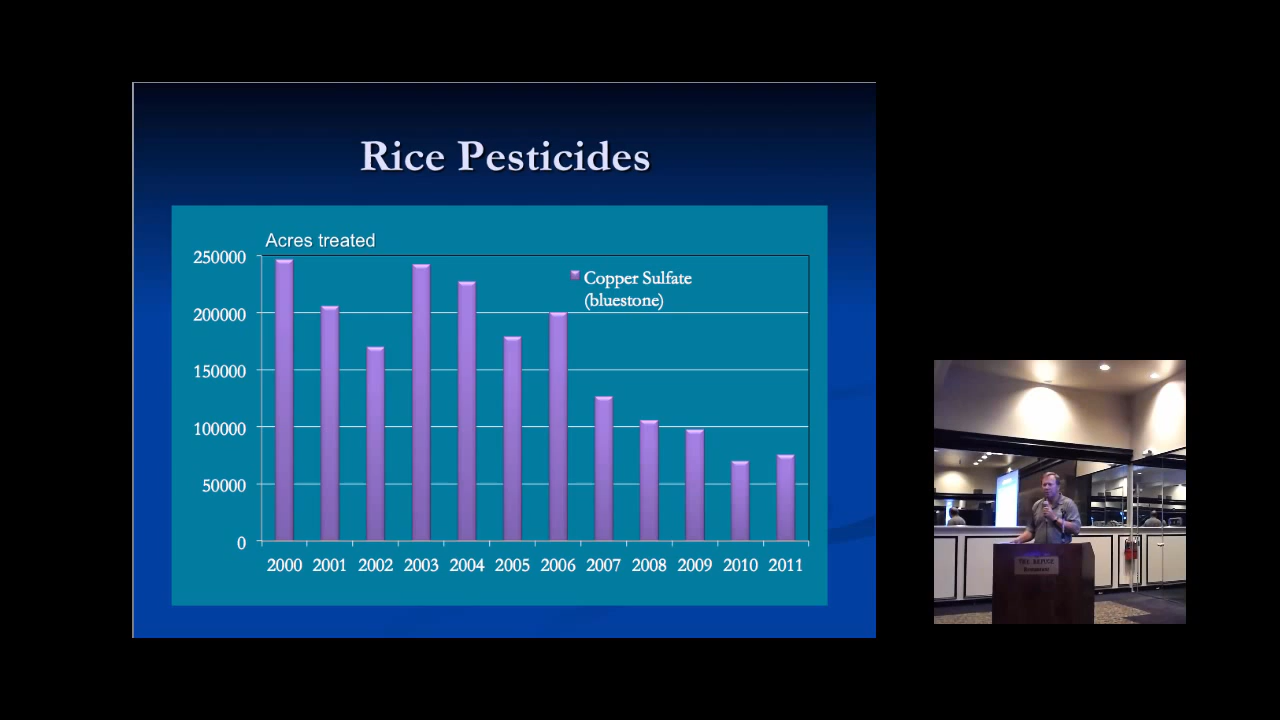 Rice Pesticides
Acres treated
250000
200000
150000
100000
50000
0
Copper Sulfate
(bluestone)
2000 2001 2002 2003 2004 2005 2006 2007 2008 2009 2010 2011